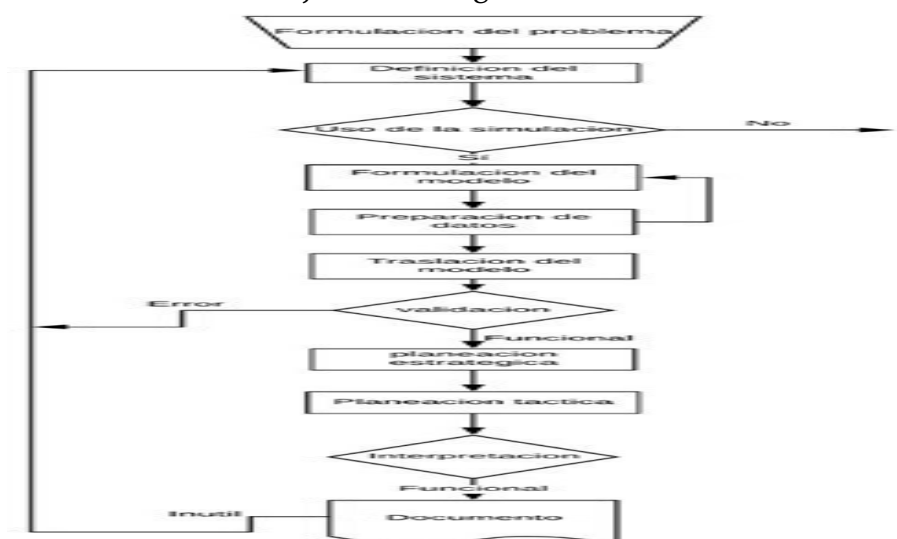 Formulacion del problema
Definicion del
sistema
Uso de la simulacion
No
Si
Formulacion del
modelo
Preparacion de
datos
Traslacion del
modelo
Error
validacion
Funcional
planeacion
estrategica
Planeacion tactica
Interpretacion
Funcional
Inutil
Documento